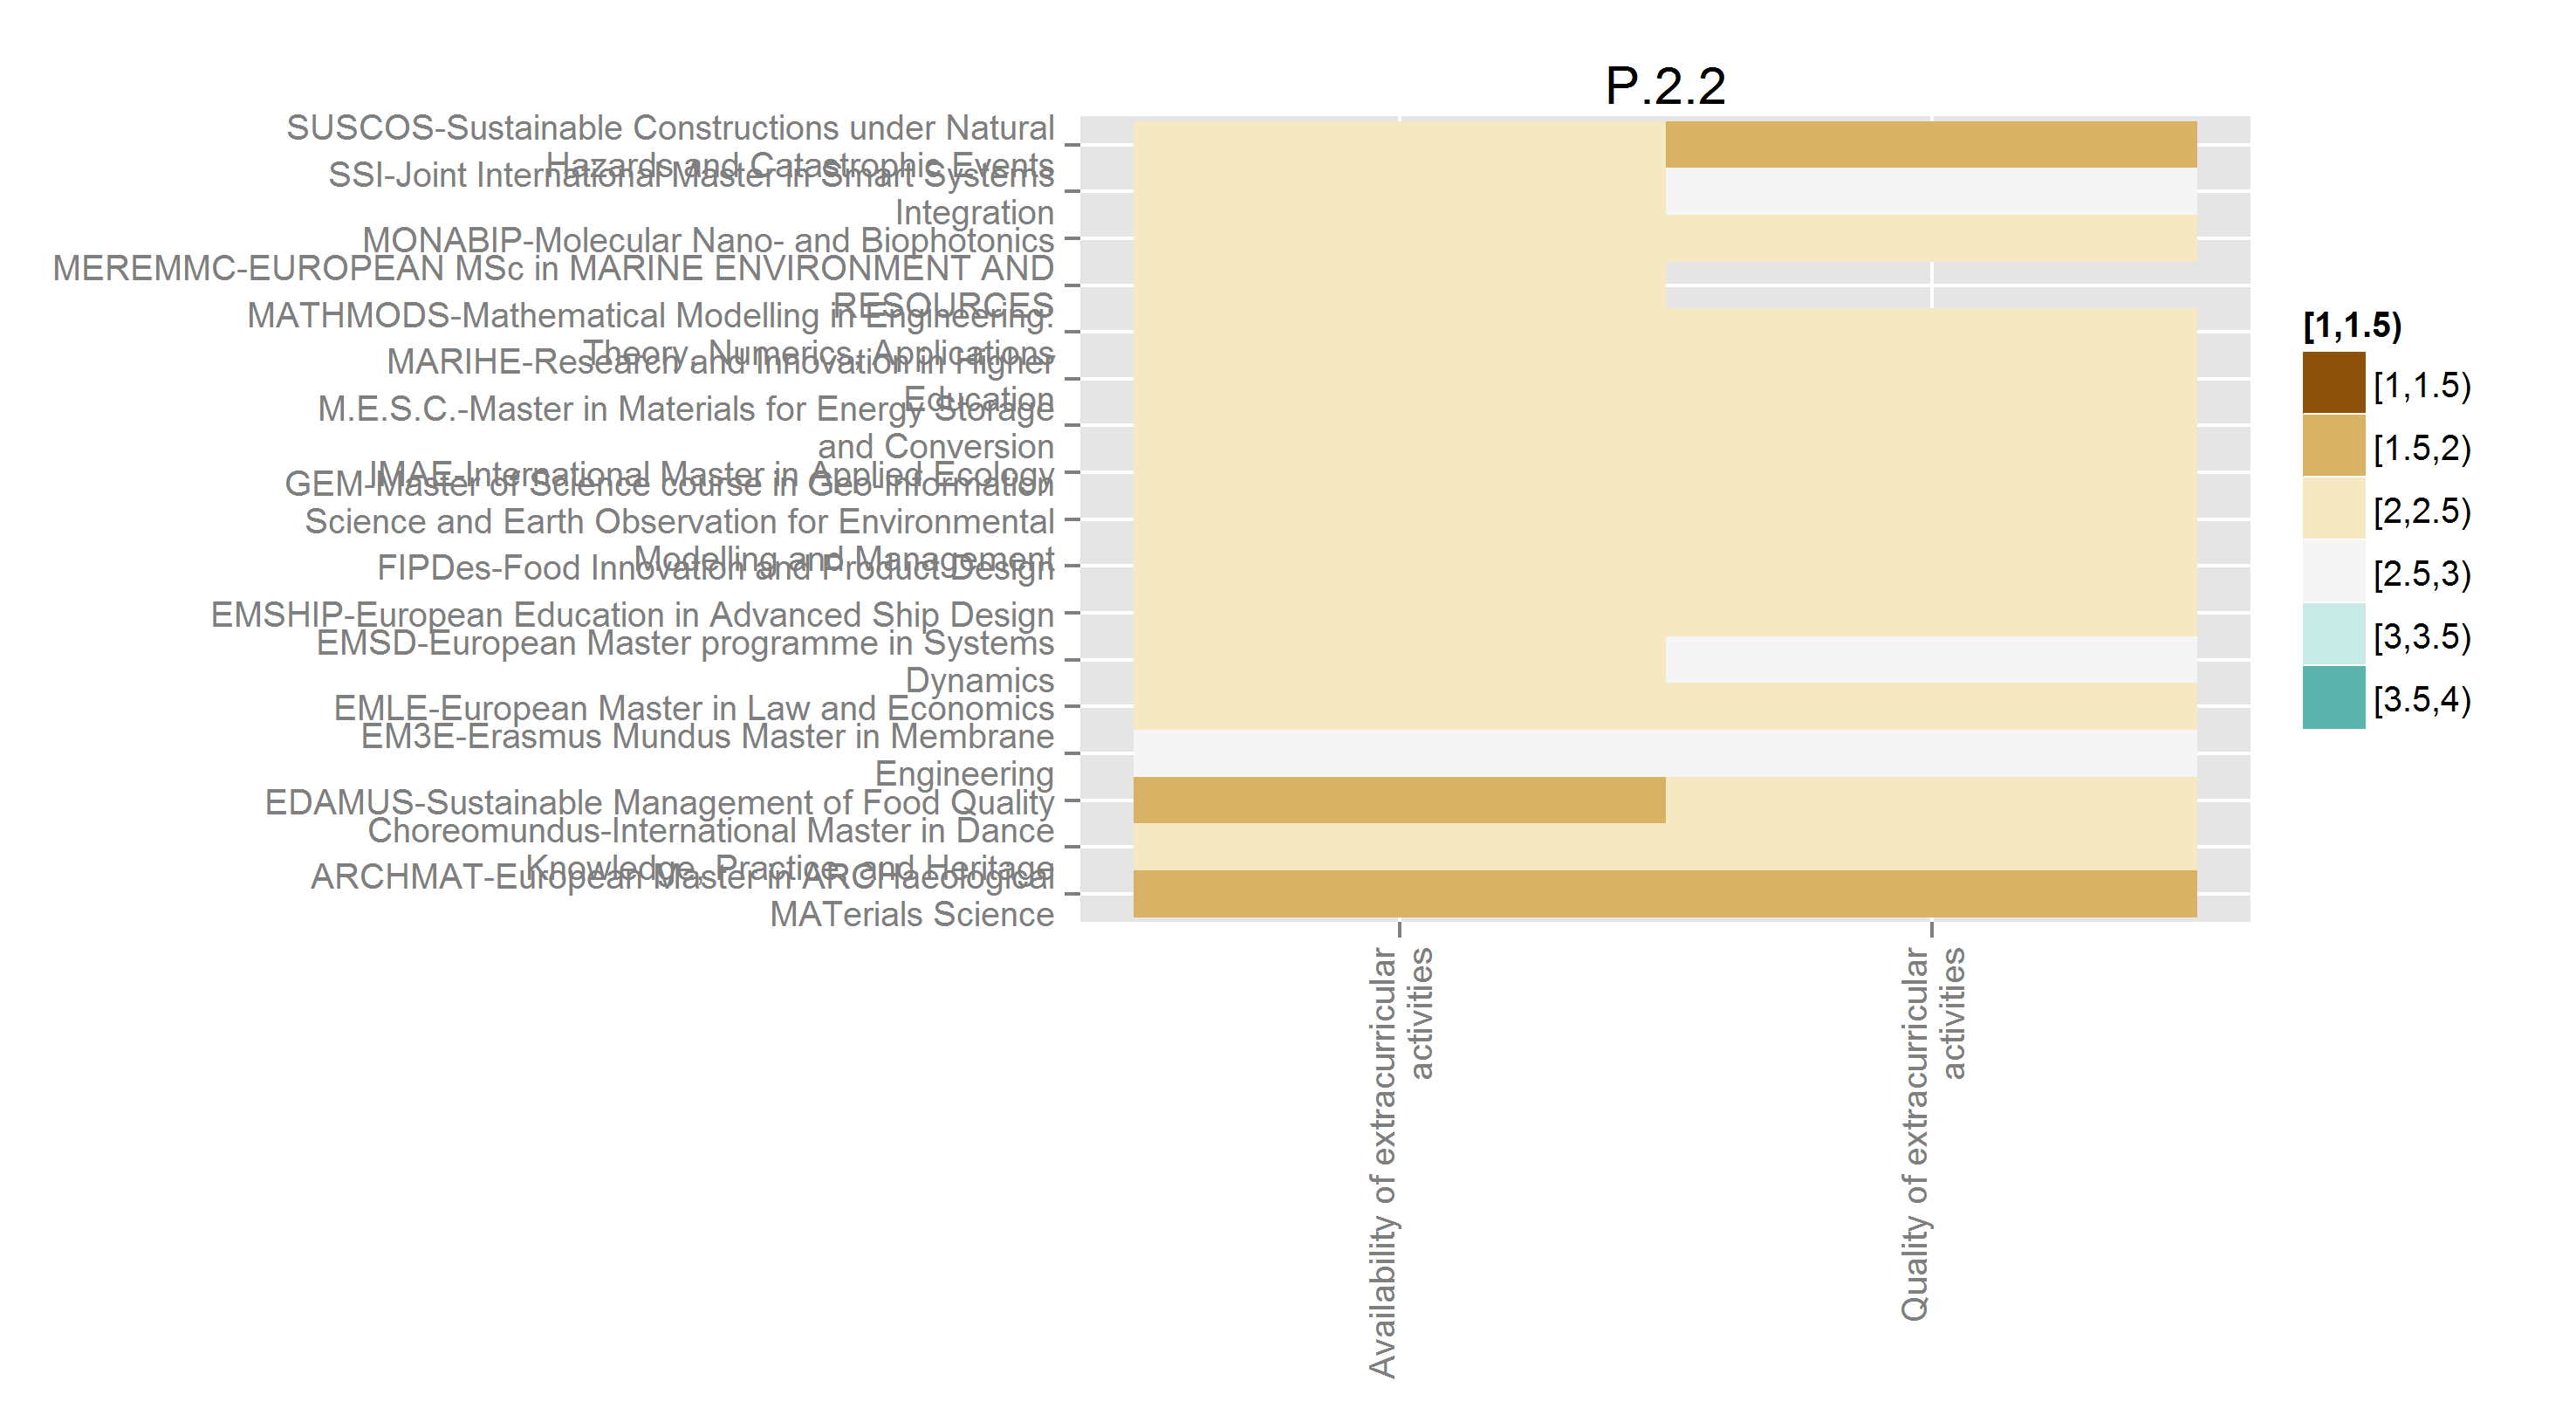 P.2.2
SUSCOS-Sustainable Constructions under Natural
Hazards and Catastrophic Events
SSI-Joint International Master in Smart Systems
Integration
MONABIP-Molecular Nano- and Biophotonics
MEREMMC-EUROPEAN MSc in MARINE ENVIRONMENT AND
RESOURCES
MATHMODS-Mathematical Modelling in Engineering:
Theory, Numerics, Applications
MARIHE-Research and Innovation in Higher
Education
M.E.S.C.-Master in Materials for Energy Storage
and Conversion
IMAE-International Master in Applied Ecology
GEM-Master of Science course in Geo-Information
Science and Earth Observation for Environmental
Modelling and Management
FIPDes-Food Innovation and Product Design
EMSHIP-European Education in Advanced Ship Design
EMSD-European Master programme in Systems
Dynamics
EMLE-European Master in Law and Economics
EM3E-Erasmus Mundus Master in Membrane
Engineering
EDAMUS-Sustainable Management of Food Quality
Choreomundus-International Master in Dance
Knowledge, Practice, and Heritage
ARCHMAT-European Master in ARCHaeological
MATerials Science
Availability of extracurricular
activities
Quality of extracurricular
activities
[1,1.5)
[1,1.5)
[1.5,2)
[2,2.5)
[2.5,3)
[3,3.5)
[3.5,4)